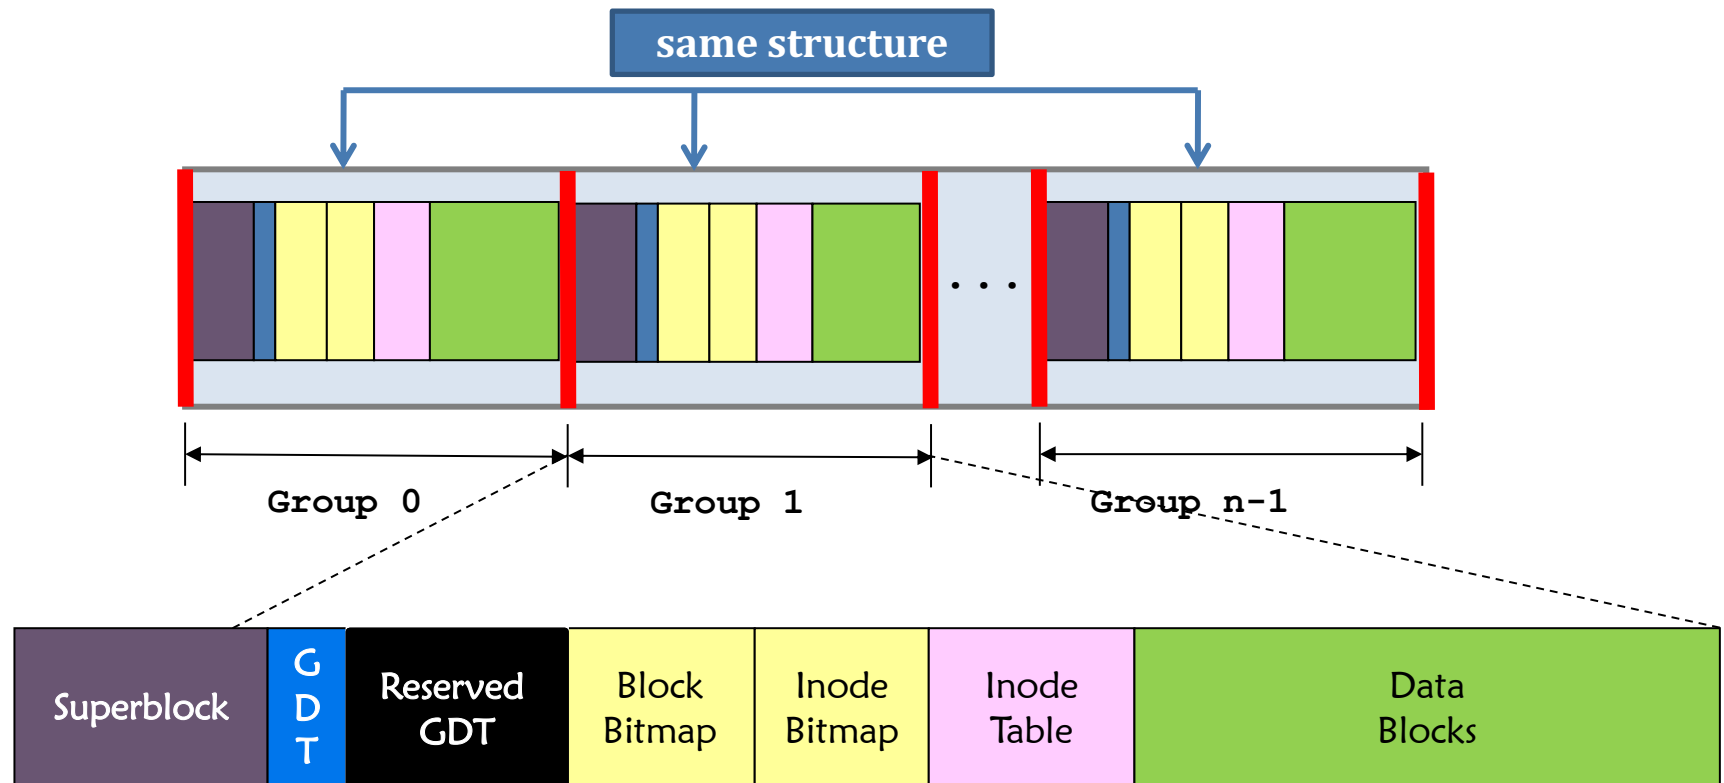 same structure
. . .
Group 0
Group 1
Group n-1
Superblock
G
D
T
Reserved
GDT
Block
Bitmap
Inode
Bitmap
Inode
Table
Data
Blocks